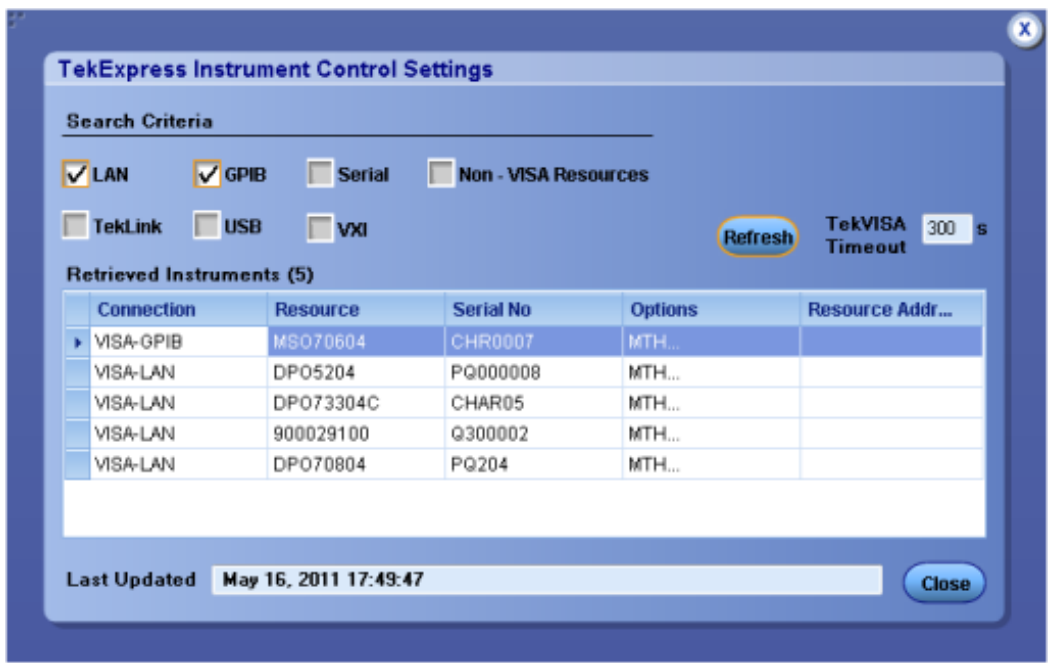 X
TekExpress Instrument Control Settings
Search Criteria
LAN GPIB Serial Non - VISA Resources
TekLink USB VXI Refresh TekVISA Timeout 300 s
Retrieved Instruments (5)
Connection Resource Serial No Options Resource Addr...
VISA-GPIB MSO70604 CHR0007 MTH...
VISA-LAN DPO5204 PQ000008 MTH...
VISA-LAN DPO73304C CHAR05 MTH...
VISA-LAN 900029100 Q300002 MTH...
VISA-LAN DPO70804 PQ204 MTH...
Last Updated May 16, 2011 17:49:47 Close